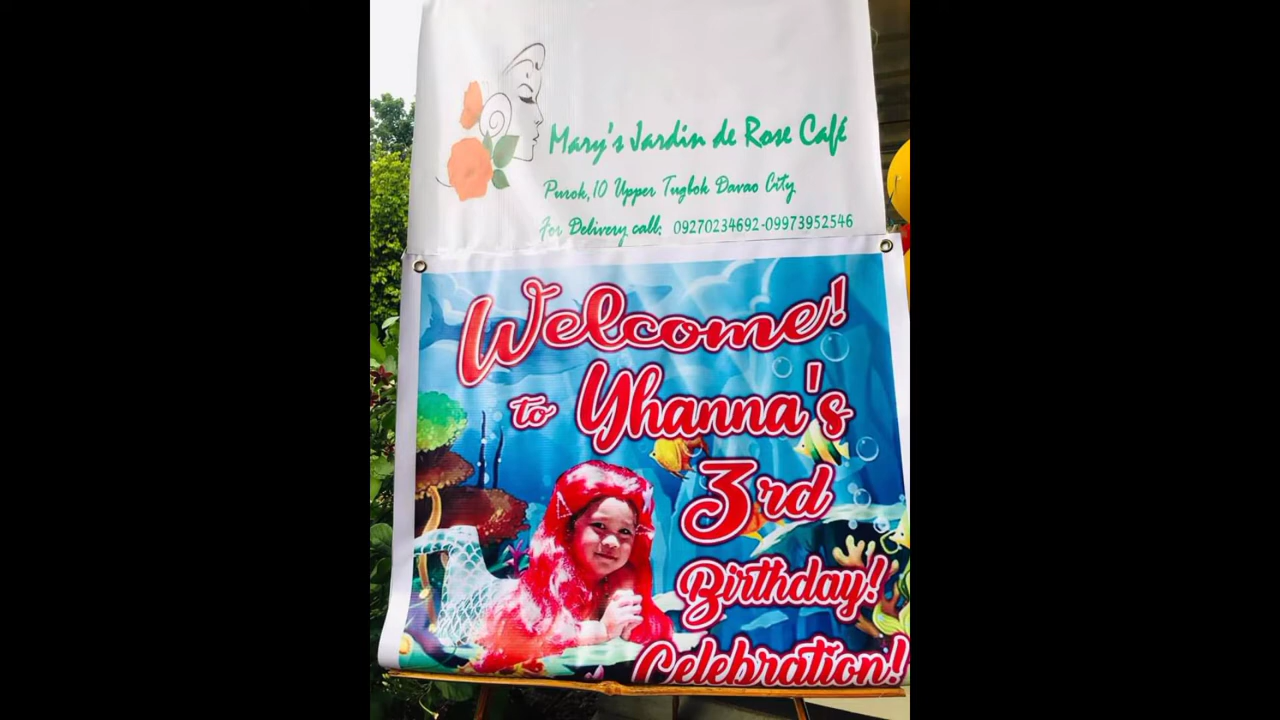 Mary's Jardin de Rose Café
Purok,10 Upper Tugbok Davao City
For Delivery call: 09270234692-09973952546
Welcome!
to Yhanna's
3rd
Birthday!
Celebration!